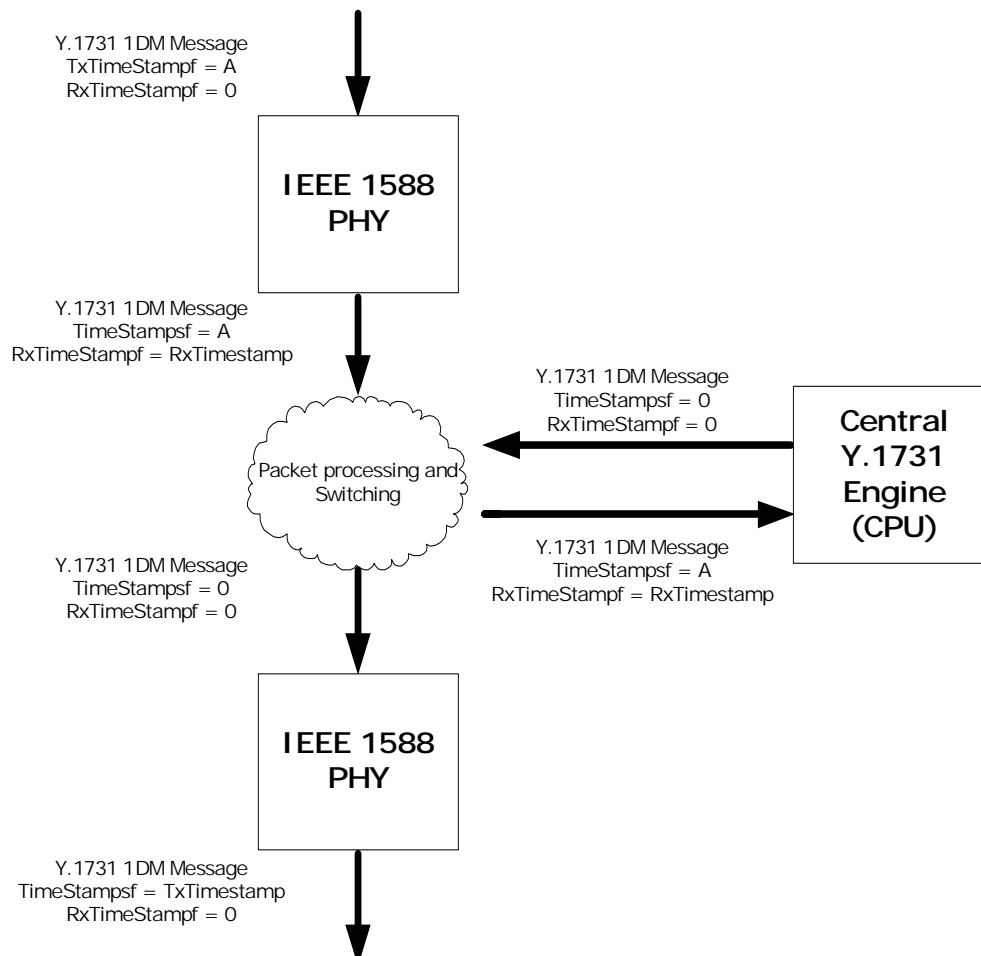 Y.1731 1DM Message
TxTimeStampf = A
RxTimeStampf = 0
IEEE 1588
PHY
Y.1731 1DM Message
TimeStampsf = A
RxTimeStampf = RxTimestamp
Y.1731 1DM Message
TimeStampsf = 0
RxTimeStampf = 0
Central
Y.1731
Engine
(CPU)
Packet processing and
Switching
Y.1731 1DM Message
TimeStampsf = A
RxTimeStampf = RxTimestamp
Y.1731 1DM Message
TimeStampsf = 0
RxTimeStampf = 0
IEEE 1588
PHY
Y.1731 1DM Message
TimeStampsf = TxTimestamp
RxTimeStampf = 0